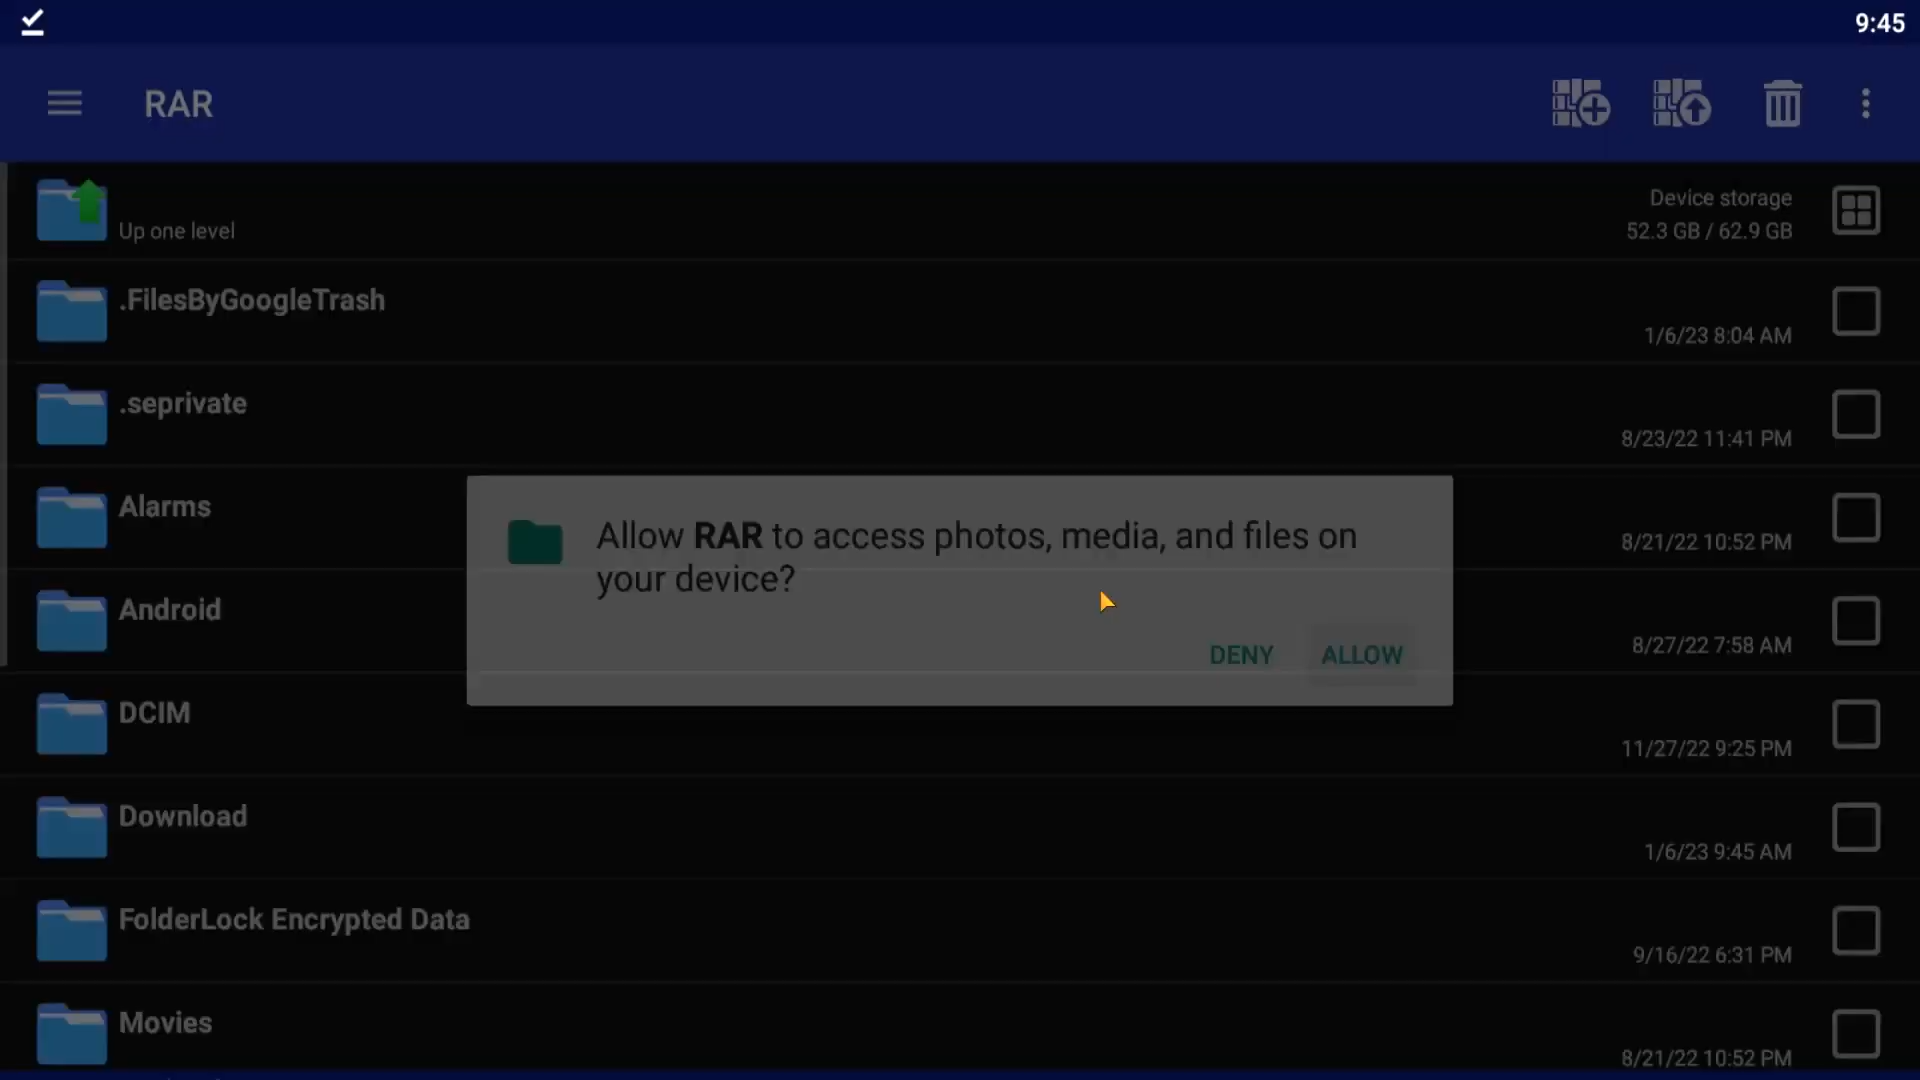 9:45
RAR
Up one level
Device storage
52.3 GB / 62.9 GB
.FilesByGoogleTrash
1/6/23 8:04 AM
.seprivate
8/23/22 11:41 PM
Alarms
8/21/22 10:52 PM
Allow RAR to access photos, media, and files on
your device?
DENY
ALLOW
Android
8/27/22 7:58 AM
DCIM
11/27/22 9:25 PM
Download
1/6/23 9:45 AM
FolderLock Encrypted Data
9/16/22 6:31 PM
Movies
8/21/22 10:52 PM